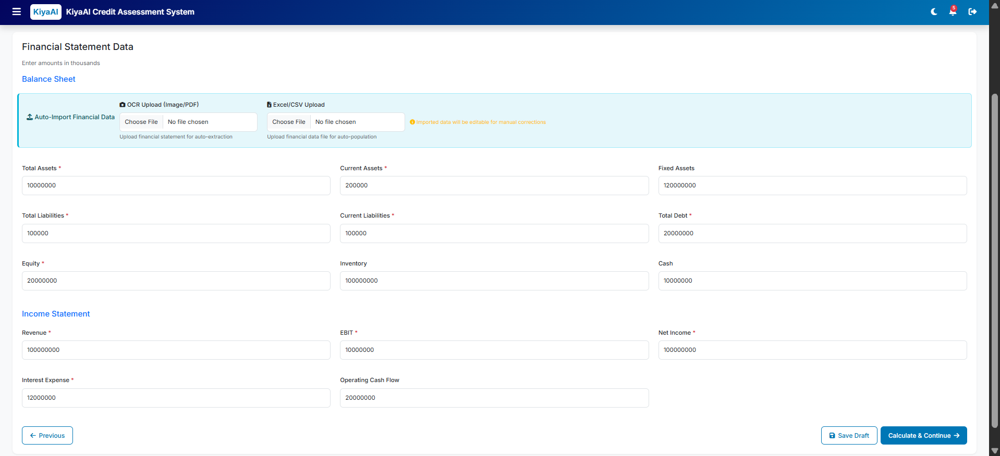 KiyaAI KiyaAI Credit Assessment System 5
Financial Statement Data
Enter amounts in thousands
Balance Sheet
Auto-Import Financial Data
OCR Upload (Image/PDF)
Choose File No file chosen
Upload financial statement for auto-extraction
Excel/CSV Upload
Choose File No file chosen
Upload financial data file for auto-population
Imported data will be editable for manual corrections
Total Assets * Current Assets * Fixed Assets
10000000 200000 120000000
Total Liabilities * Current Liabilities * Total Debt *
100000 100000 20000000
Equity * Inventory Cash
20000000 100000000 10000000
Income Statement
Revenue * EBIT * Net Income *
100000000 10000000 100000000
Interest Expense * Operating Cash Flow
12000000 20000000
← Previous Save Draft Calculate & Continue →